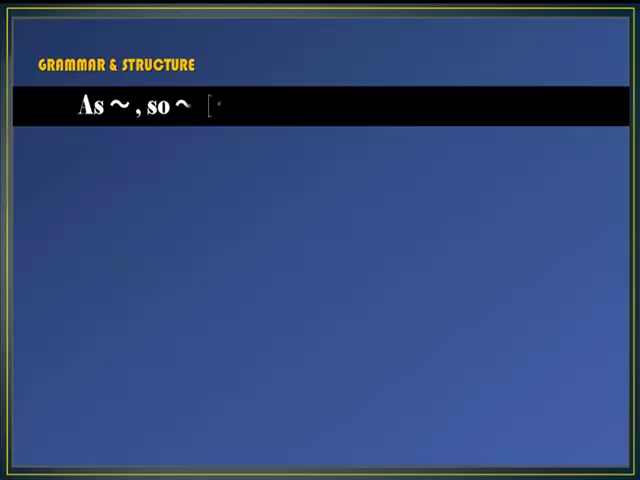 GRAMMAR & STRUCTURE
As ~ , so ~ [